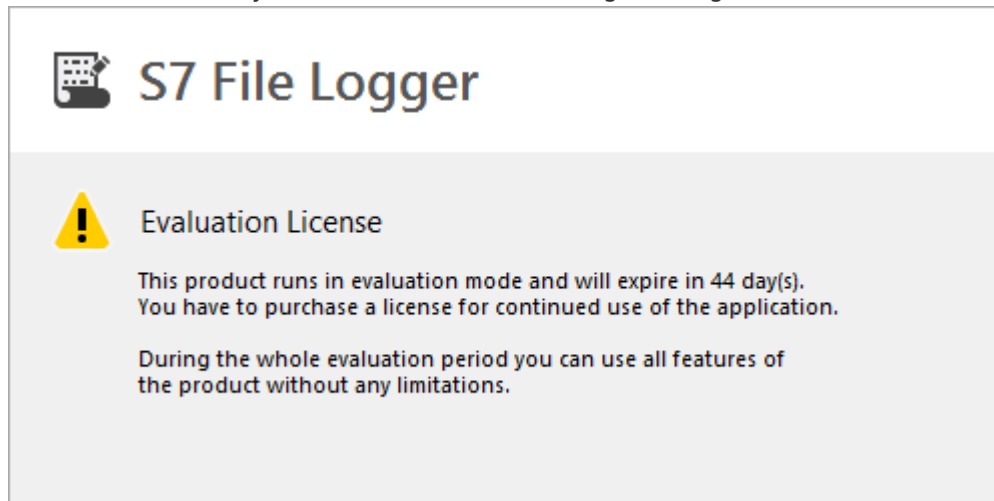 S7 File Logger
Evaluation License
This product runs in evaluation mode and will expire in 44 day(s).
You have to purchase a license for continued use of the application.
During the whole evaluation period you can use all features of
the product without any limitations.